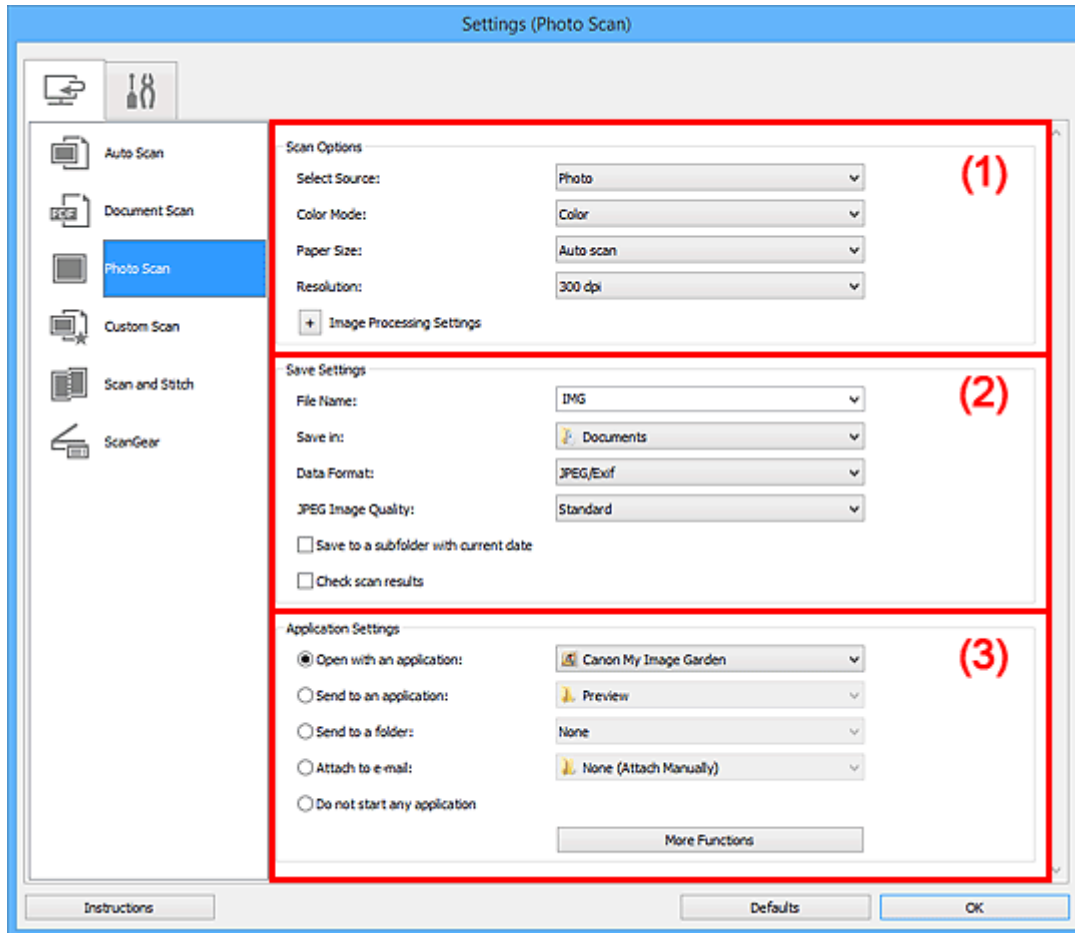 Settings (Photo Scan)
Auto Scan
Document Scan
PDF
Photo Scan
Custom Scan
Scan and Stitch
ScanGear
Scan Options
(1)
Select Source: Photo
Color Mode: Color
Paper Size: Auto scan
Resolution: 300 dpi
+ Image Processing Settings
Save Settings
(2)
File Name: IMG
Save in: Documents
Data Format: JPEG/Exif
JPEG Image Quality: Standard
Save to a subfolder with current date
Check scan results
Application Settings
(3)
Open with an application: Canon My Image Garden
Send to an application: Preview
Send to a folder: None
Attach to e-mail: None (Attach Manually)
Do not start any application
More Functions
Instructions Defaults OK